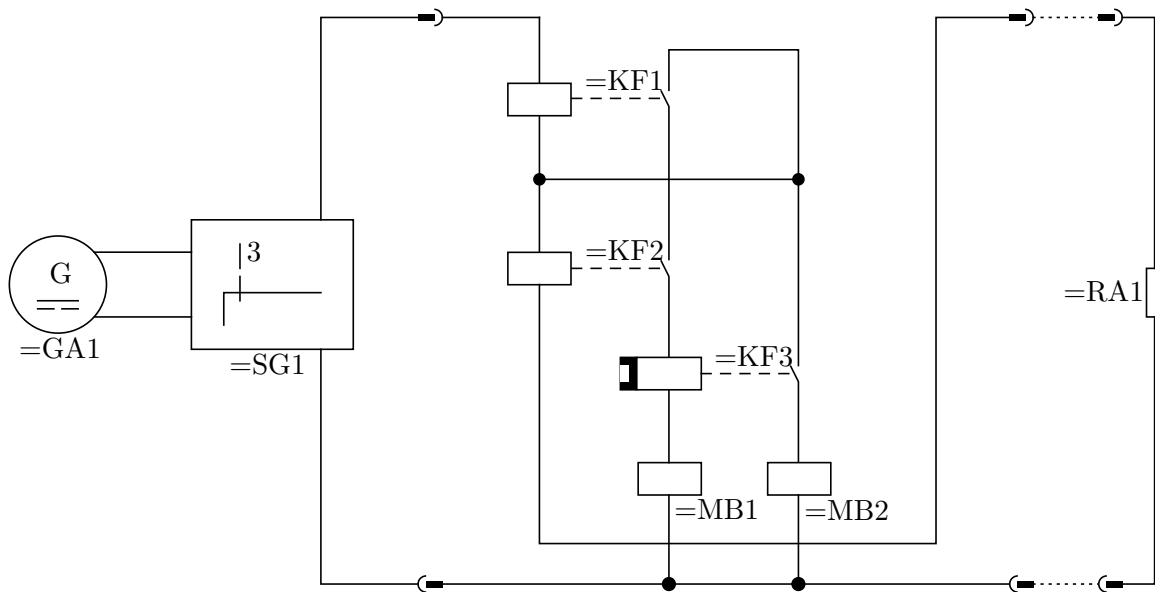 =KF1
3
=KF2
G
=RA1
=GA1
=KF3
=SG1
=MB1
=MB2